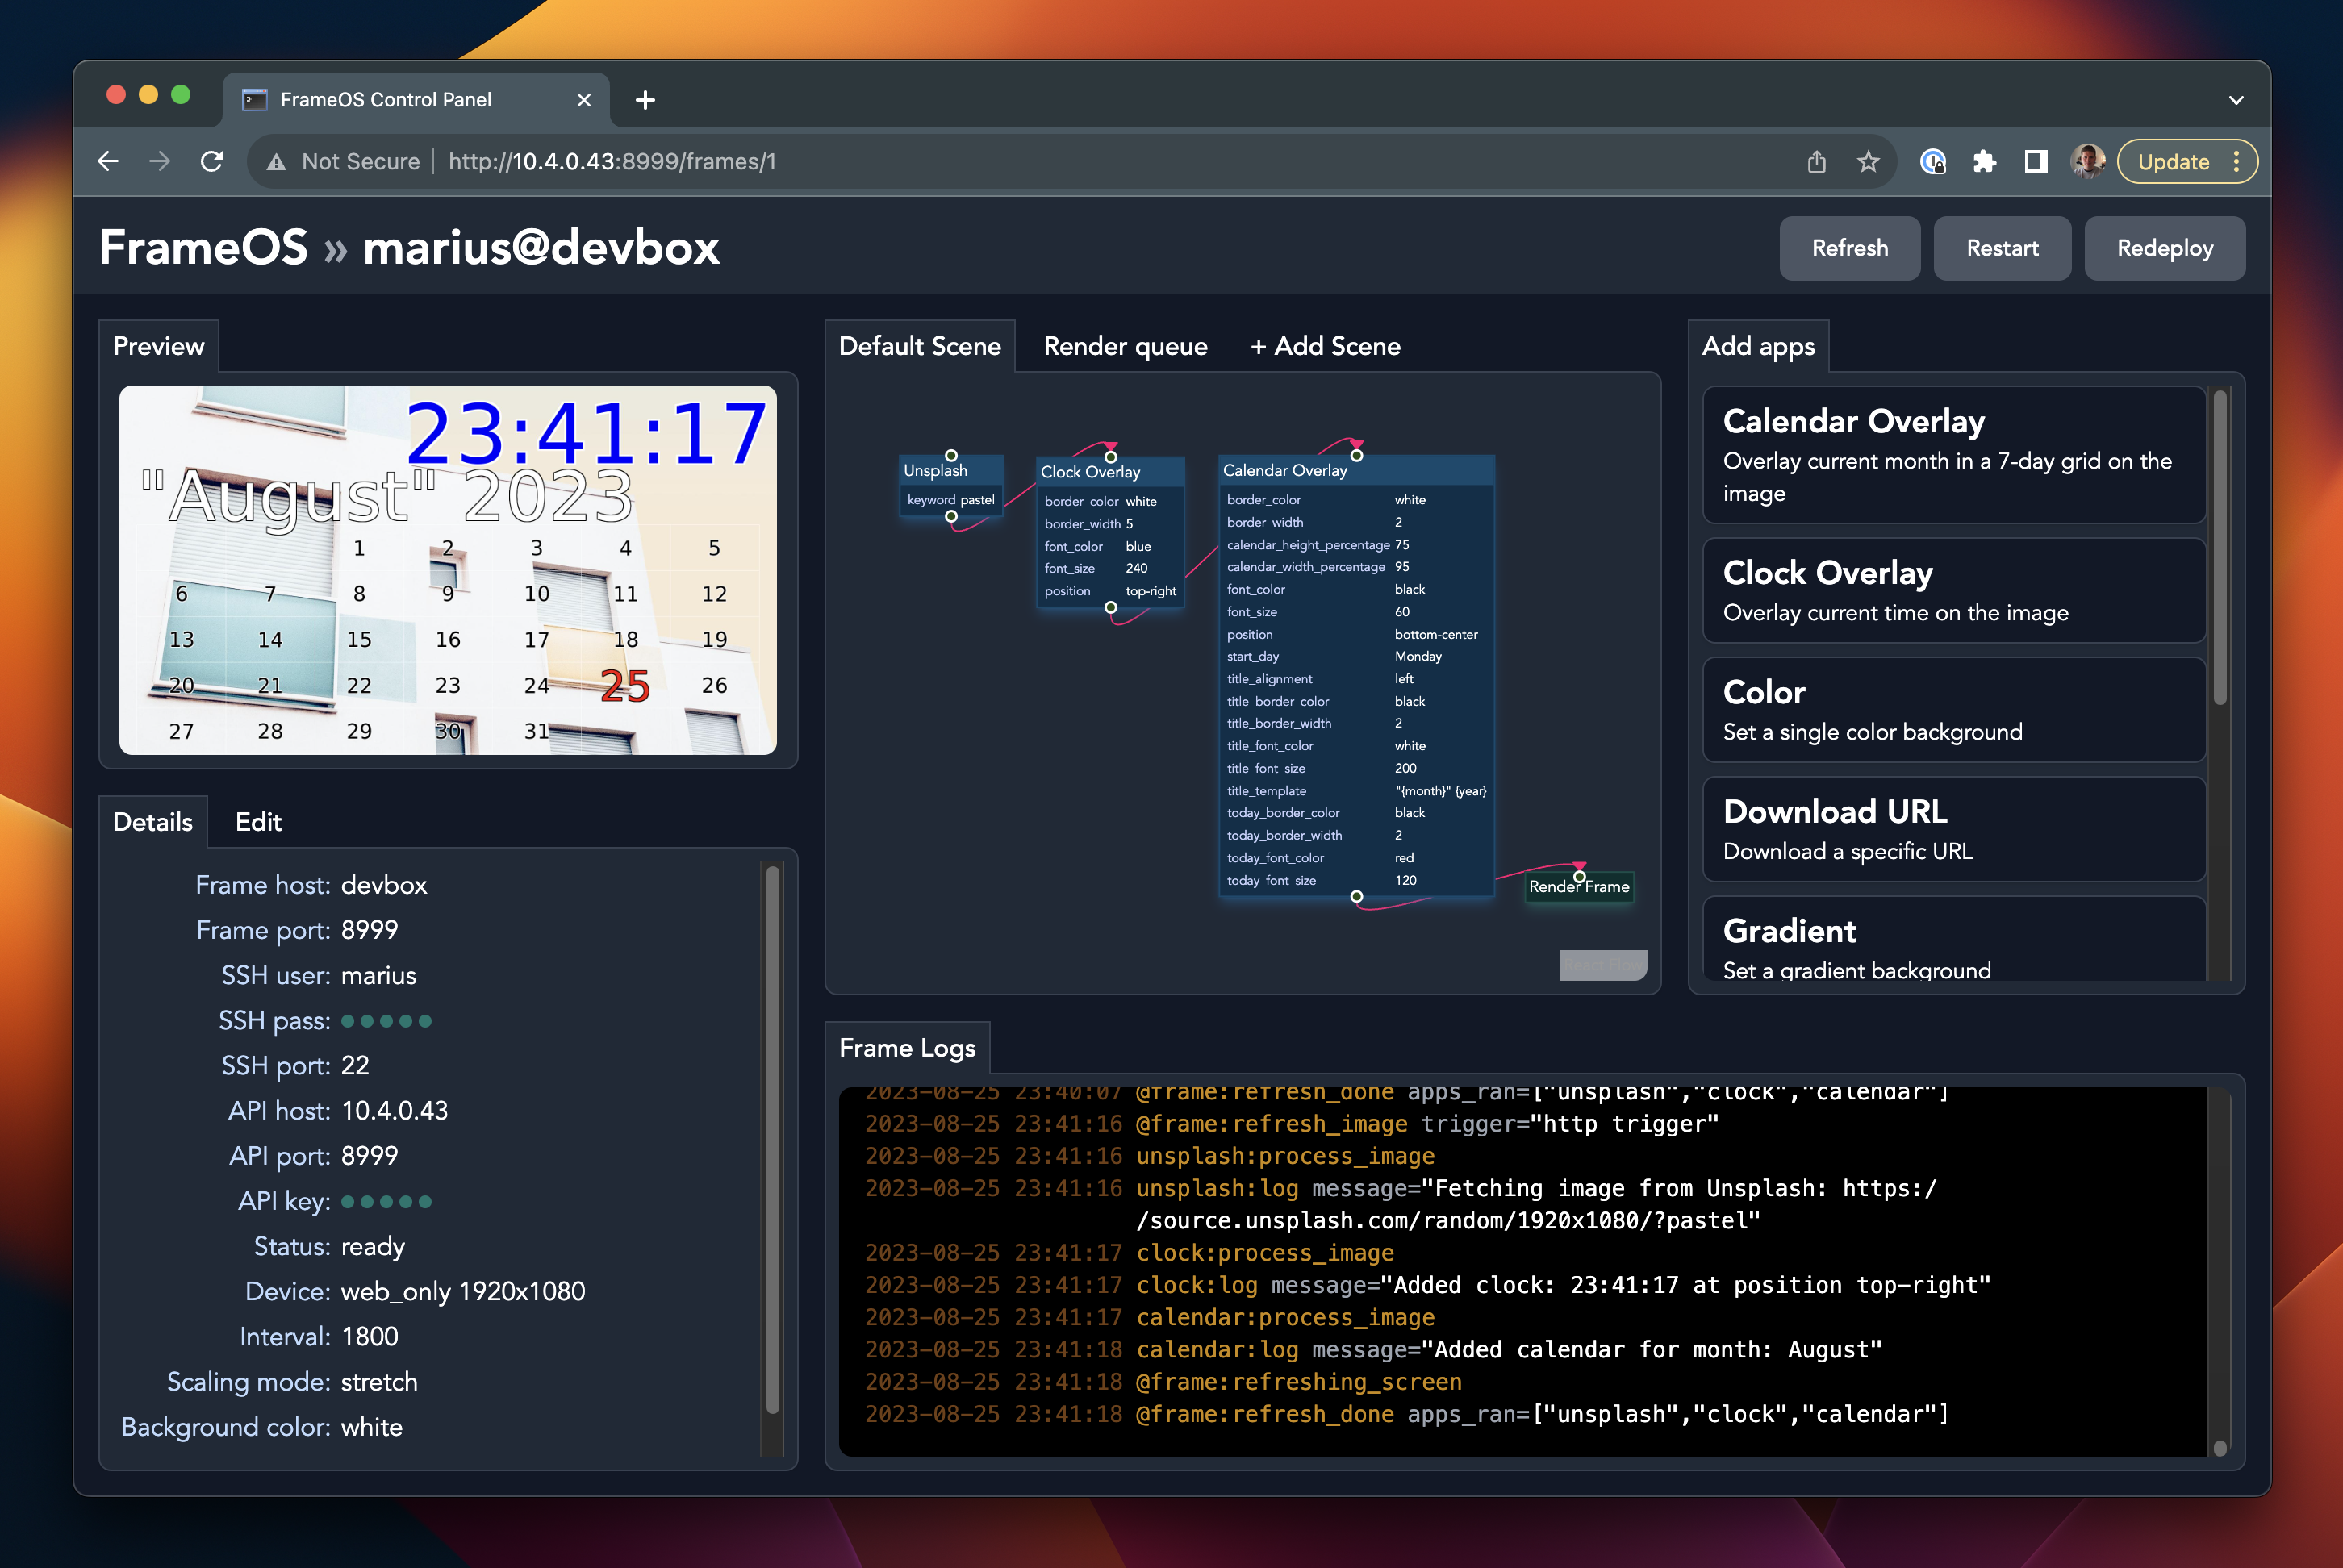 FrameOS Control Panel
Not Secure http://10.4.0.43:8999/frames/1
Update
FrameOS » marius@devbox
Refresh Restart Redeploy
Preview
23:41:17
"August" 2023
1 2 3 4 5
6 7 8 9 10 11 12
13 14 15 16 17 18 19
20 21 22 23 24 25 26
27 28 29 30 31
Details Edit
Frame host: devbox
Frame port: 8999
SSH user: marius
SSH pass:
SSH port: 22
API host: 10.4.0.43
API port: 8999
API key:
Status: ready
Device: web_only 1920x1080
Interval: 1800
Scaling mode: stretch
Background color: white
Default Scene Render queue + Add Scene
Unsplash
keyword pastel
Clock Overlay
border_color white
border_width 5
font_color blue
font_size 240
position top-right
Calendar Overlay
border_color white
border_width 2
calendar_height_percentage 75
calendar_width_percentage 95
font_color black
font_size 60
position bottom-center
start_day Monday
title_alignment left
title_border_color black
title_border_width 2
title_font_color white
title_font_size 200
title_template "{month}" {year}
today_border_color black
today_border_width 2
today_font_color red
today_font_size 120
Render Frame
Add apps
Calendar Overlay
Overlay current month in a 7-day grid on the
image
Clock Overlay
Overlay current time on the image
Color
Set a single color background
Download URL
Download a specific URL
Gradient
Set a gradient background
Frame Logs
2023-08-25 23:40:07 @frame:refresh_done apps_ran=["unsplash","clock","calendar"]
2023-08-25 23:41:16 @frame:refresh_image trigger="http trigger"
2023-08-25 23:41:16 unsplash:process_image
2023-08-25 23:41:16 unsplash:log message="Fetching image from Unsplash: https:/
/source.unsplash.com/random/1920x1080/?pastel"
2023-08-25 23:41:17 clock:process_image
2023-08-25 23:41:17 clock:log message="Added clock: 23:41:17 at position top-right"
2023-08-25 23:41:17 calendar:process_image
2023-08-25 23:41:18 calendar:log message="Added calendar for month: August"
2023-08-25 23:41:18 @frame:refreshing_screen
2023-08-25 23:41:18 @frame:refresh_done apps_ran=["unsplash","clock","calendar"]